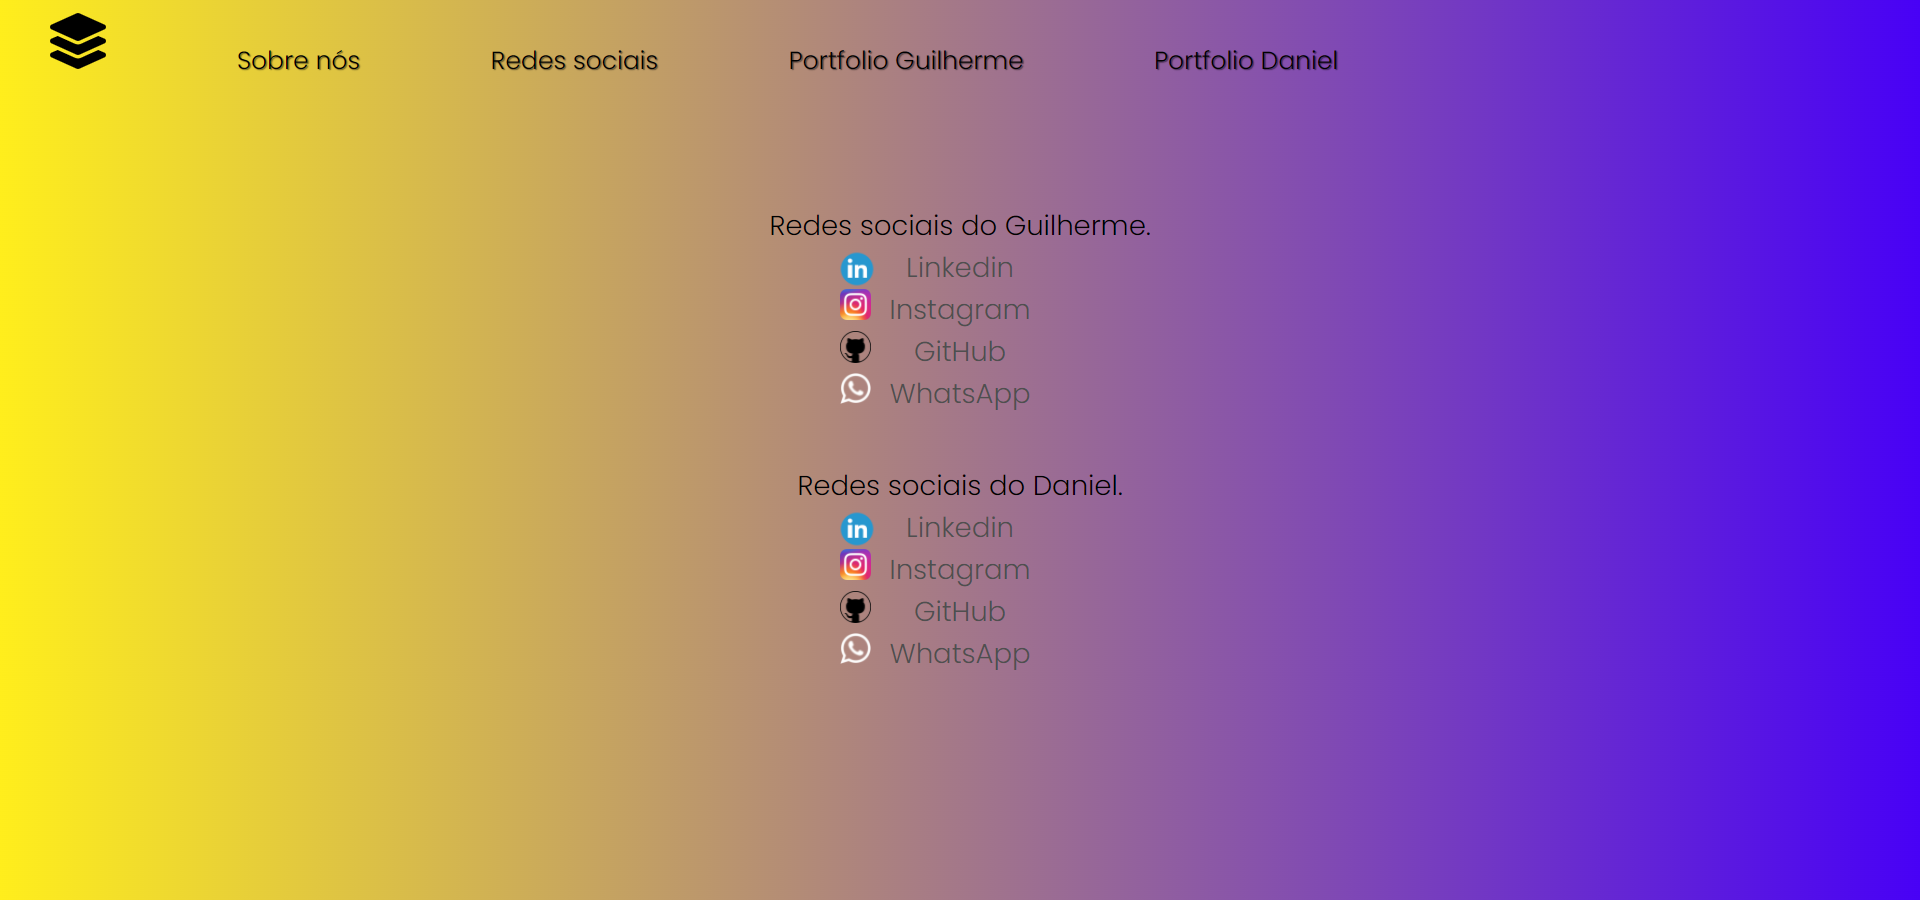 Sobre nós
Redes sociais
Portfolio Guilherme
Portfolio Daniel
Redes sociais do Guilherme.
Linkedin
Instagram
GitHub
WhatsApp
Redes sociais do Daniel.
Linkedin
Instagram
GitHub
WhatsApp